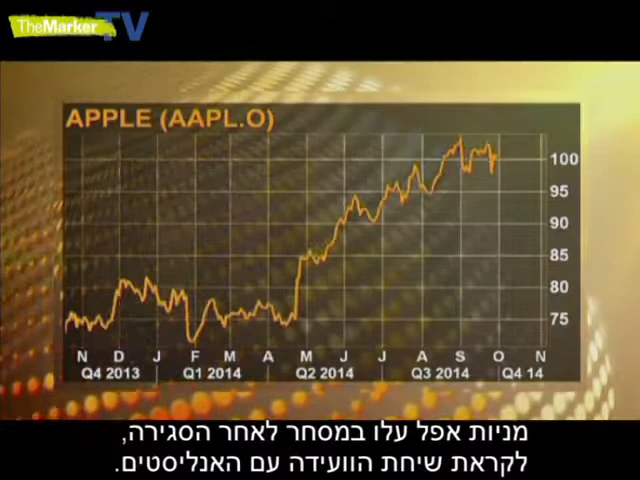 TheMarker TV
APPLE (AAPL.O)
100
95
90
85
80
75
N D J F M A M J J A S O N
Q4 2013 Q1 2014 Q2 2014 Q3 2014 Q4 14
מניות אפל עלו במסחר לאחר הסגירה,
לקראת שיחת הוועידה עם האנליסטים.